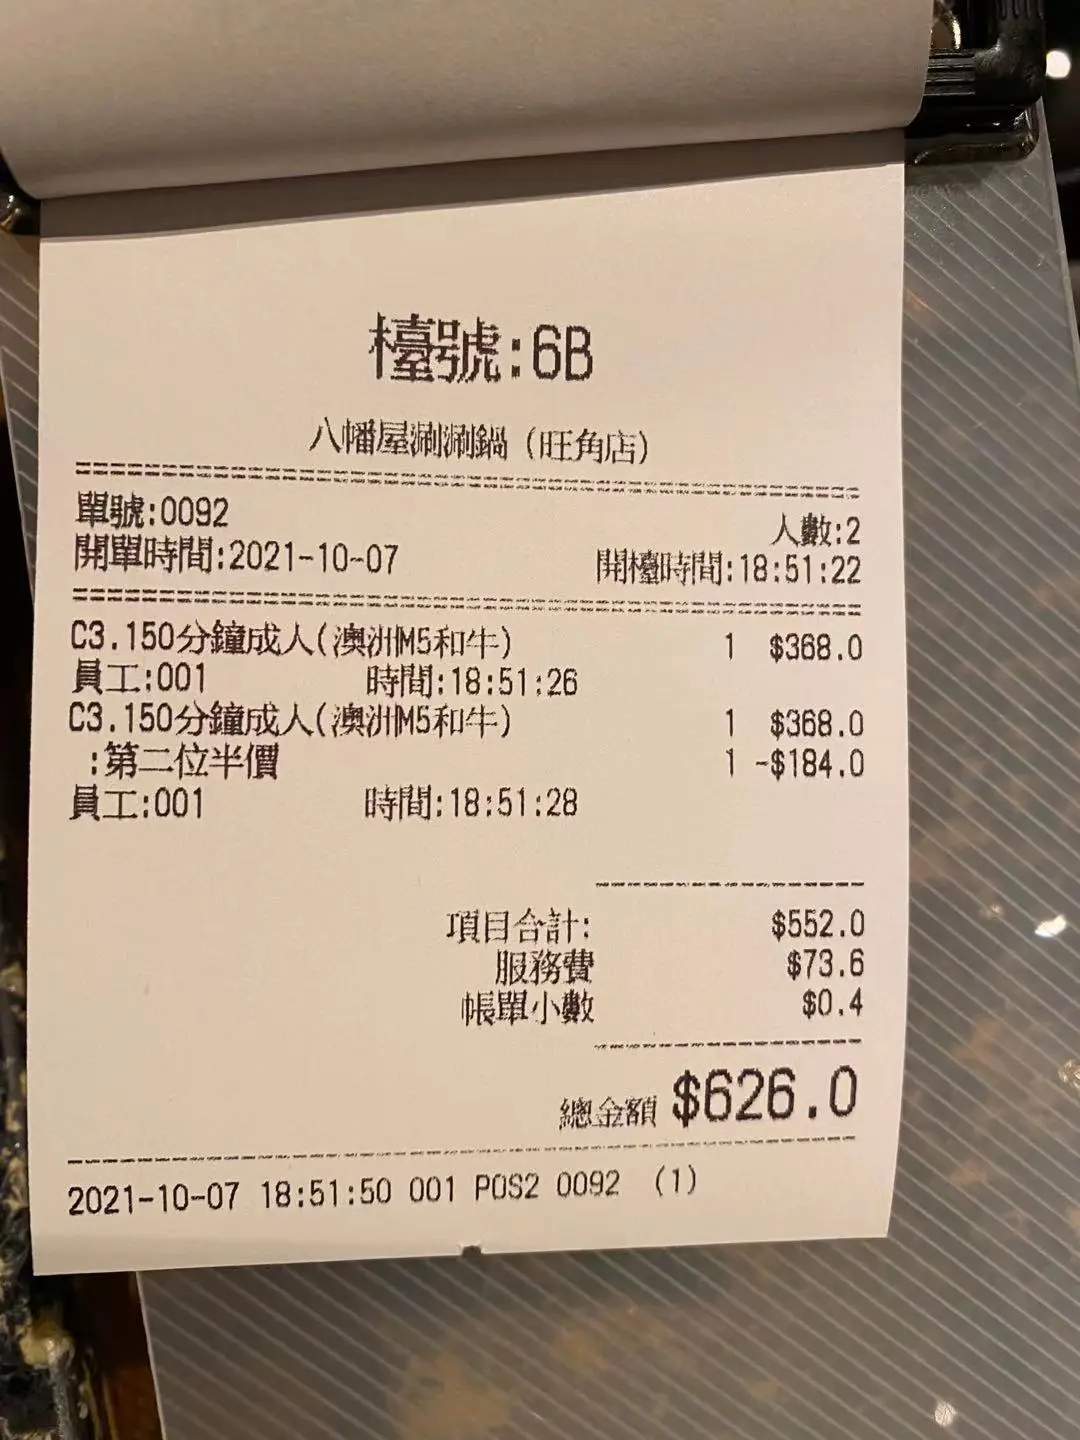 檯號:6B
八幡屋涮涮鍋(旺角店)
單號:0092 人數:2
開單時間:2021-10-07 開檯時間:18:51:22
C3.150分鐘成人(澳洲M5和牛) 1 $368.0
員工:001 時間:18:51:26
C3.150分鐘成人(澳洲M5和牛) 1 $368.0
:第二位半價 1 -$184.0
員工:001 時間:18:51:28
項目合計: $552.0
服務費 $73.6
帳單小數 $0.4
總金額 $626.0
2021-10-07 18:51:50 001 POS2 0092 (1)